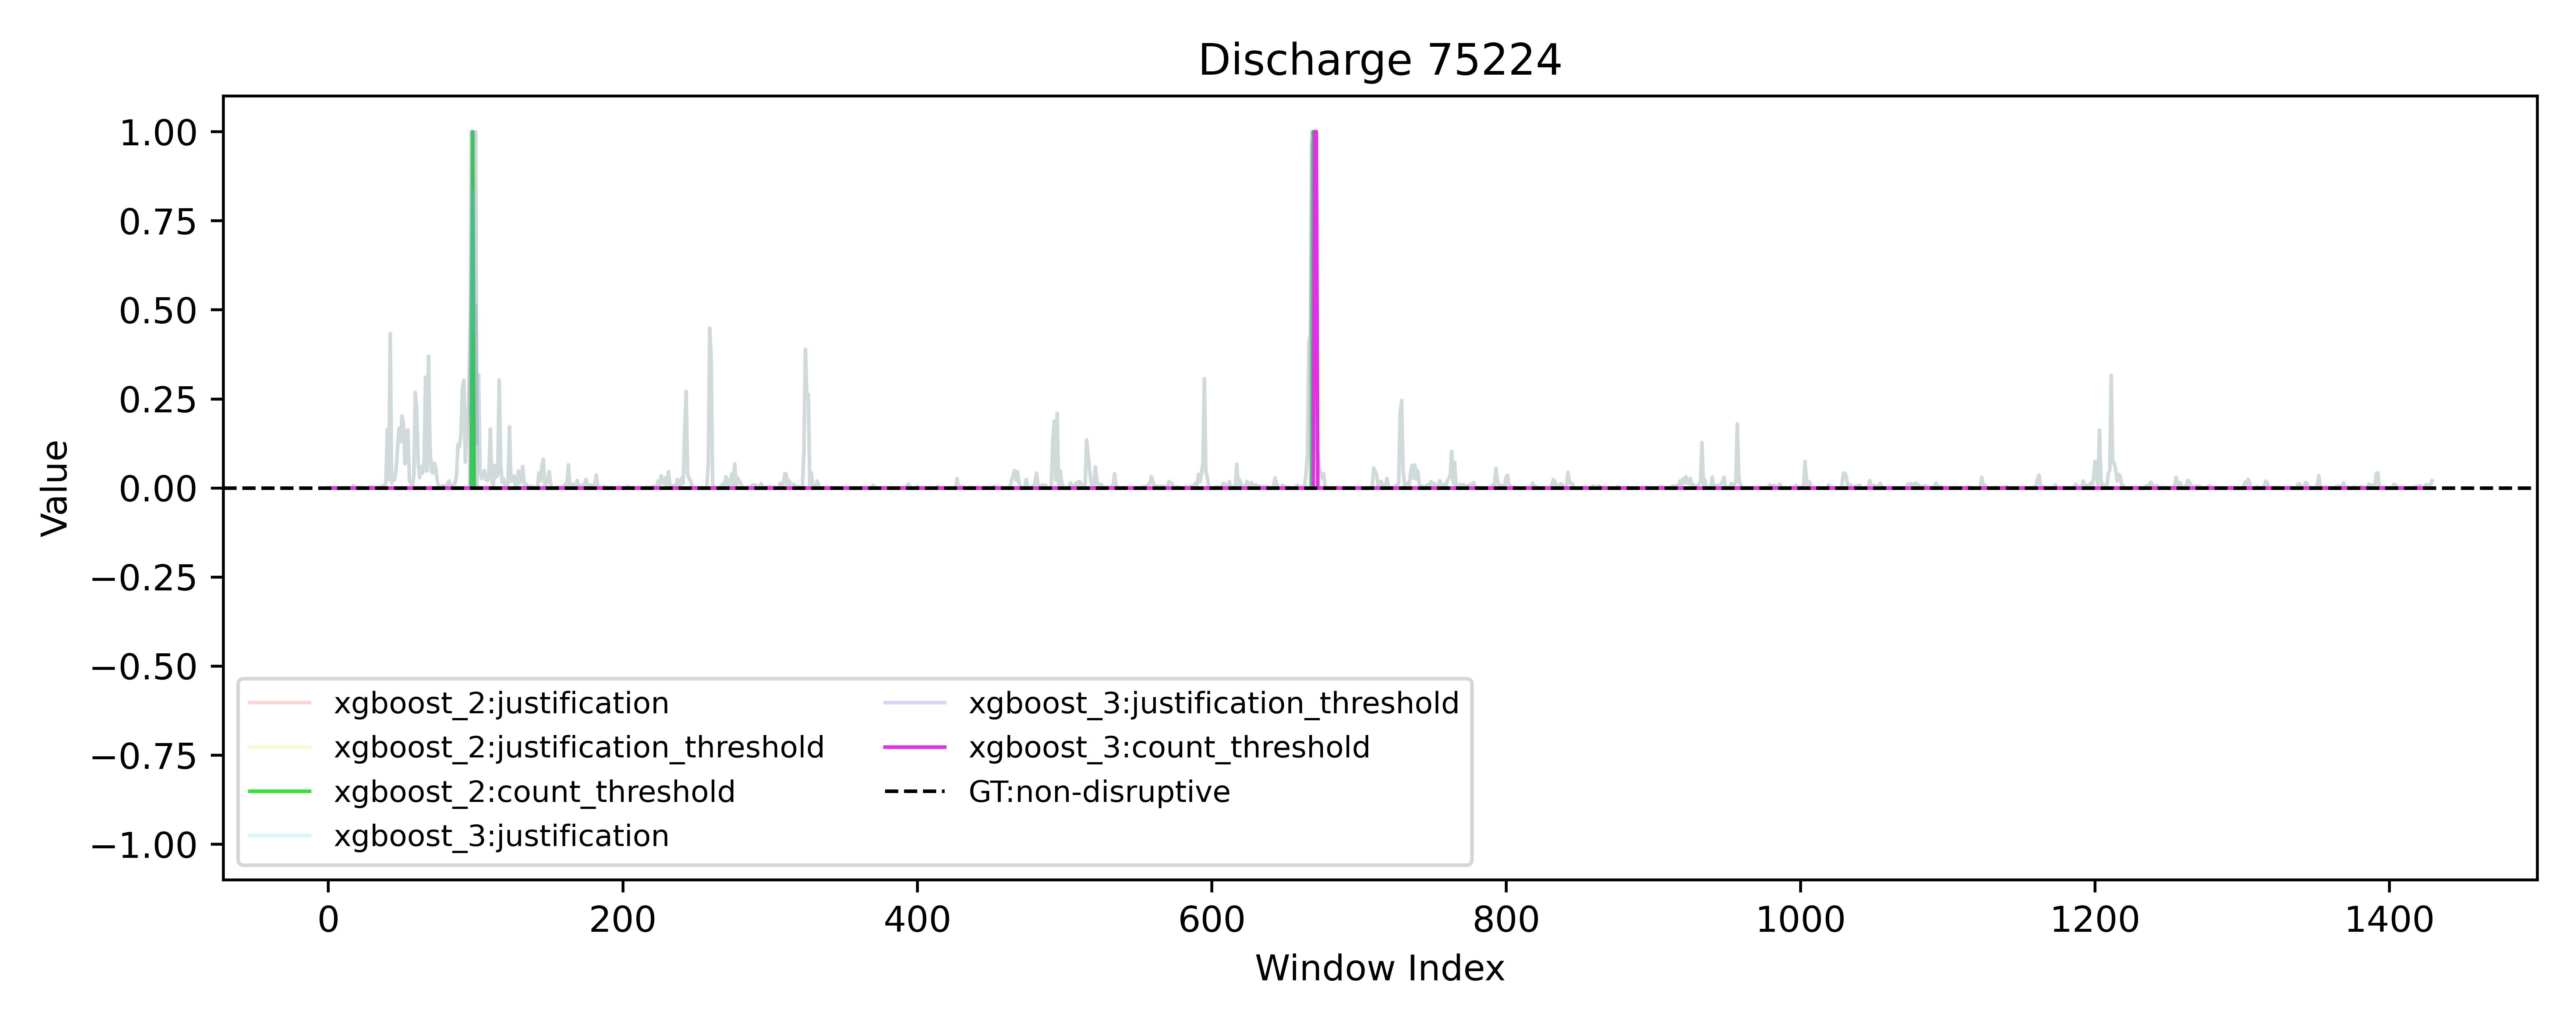 Discharge 75224
1.00
0.75
0.50
0.25
0.00
−0.25
−0.50
−0.75
−1.00
Value
xgboost_2:justification
xgboost_2:justification_threshold
xgboost_2:count_threshold
xgboost_3:justification
xgboost_3:justification_threshold
xgboost_3:count_threshold
GT:non-disruptive
0 200 400 600 800 1000 1200 1400
Window Index